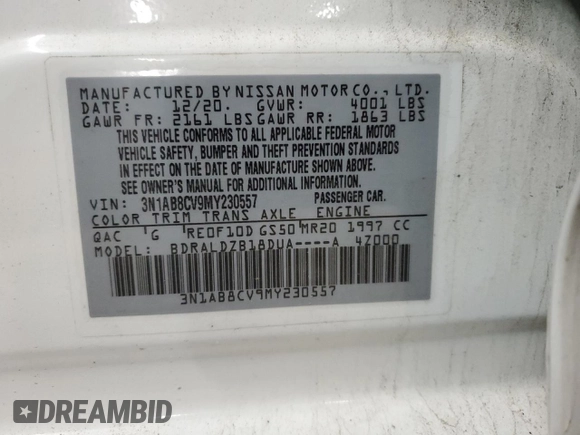 MANUFACTURED BY NISSAN MOTOR CO., LTD.
DATE: 12/20. GVWR: 4001 LBS
GAWR FR: 2161 LBS GAWR RR: 1863 LBS
THIS VEHICLE CONFORMS TO ALL APPLICABLE FEDERAL MOTOR
VEHICLE SAFETY, BUMPER AND THEFT PREVENTION STANDARDS
IN EFFECT ON THE DATE OF MANUFACTURE SHOWN ABOVE.
SEE OWNER'S MANUAL FOR ADDITIONAL INFORMATION.
VIN: 3N1AB8CV9MY230557 PASSENGER CAR.
COLOR TRIM TRANS AXLE ENGINE
QAC G RE0F10D GS50 MR20 1997 CC
MODEL: BDRALDZB18DUA----A 4Z000
3N1AB8CV9MY230557
DREAMBID